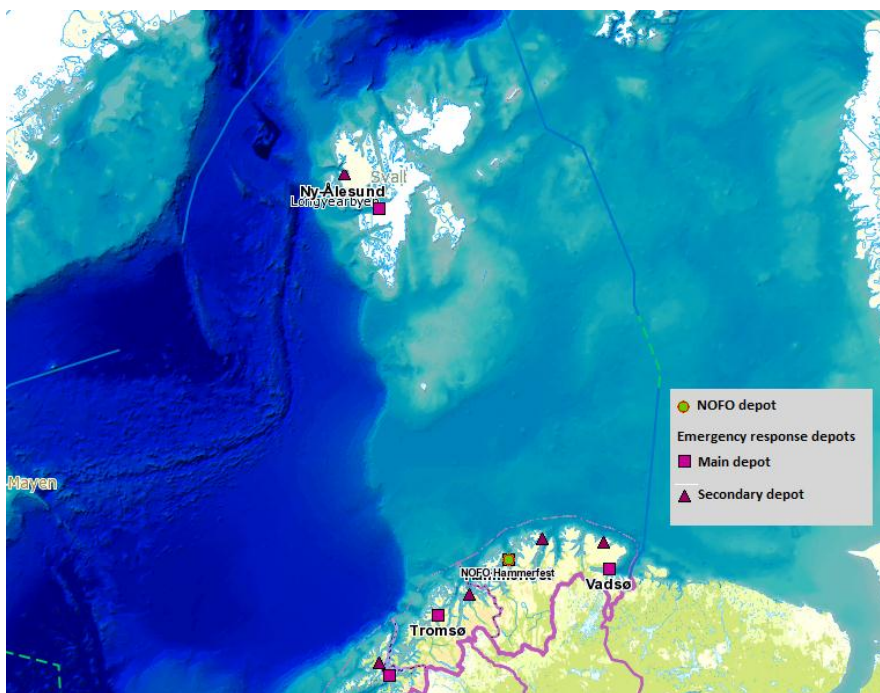 Svalb
Ny-Ålesund
Longyearbyen
NOFO depot
Emergency response depots
Main depot
Mayen
Secondary depot
NOFO-Hammerfest
Vadsø
Tromsø